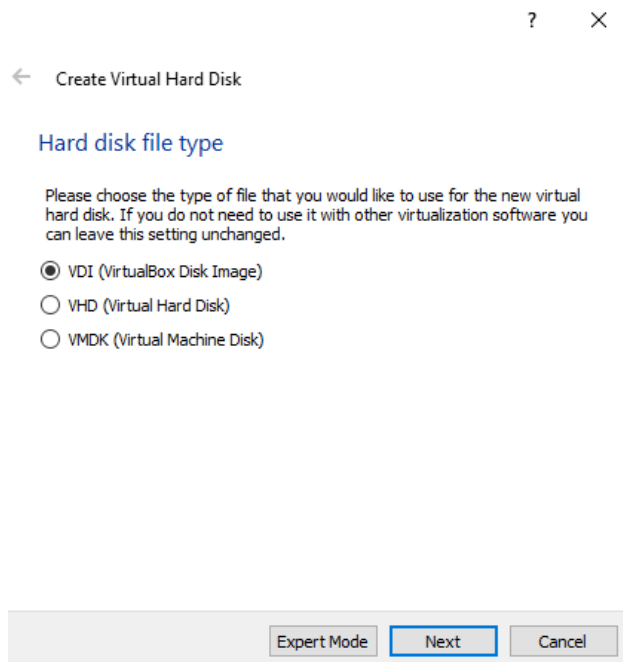 ?
Create Virtual Hard Disk
Hard disk file type
Please choose the type of file that you would like to use for the new virtual
hard disk. If you do not need to use it with other virtualization software you
can leave this setting unchanged.
VDI (VirtualBox Disk Image)
VHD (Virtual Hard Disk)
VMDK (Virtual Machine Disk)
Expert Mode Next Cancel